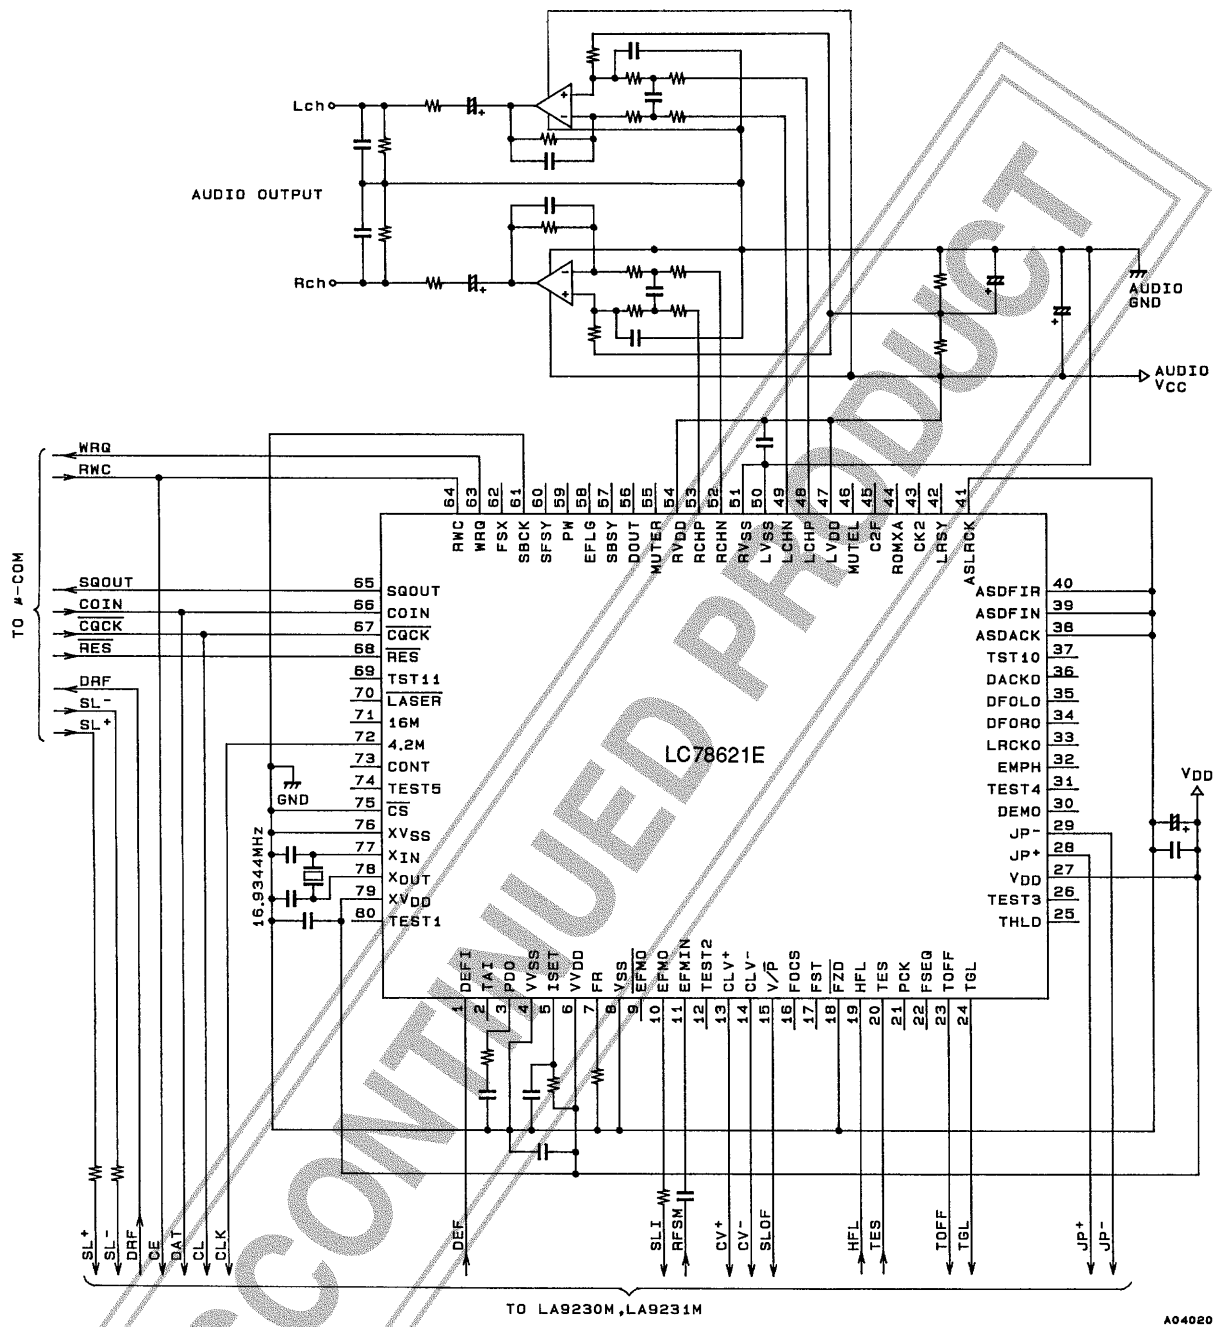 Lch
AUDIO OUTPUT
Rch
AUDIO
GND
AUDIO
VCC
WRQ
RWC
TO μ-COM
SQOUT
COIN
CQCK
RES
DRF
SL-
SL+
64 63 62 61 60 59 58 57 56 55 54 53 52 51 50 49 48 47 46 45 44 43 42 41
RWC WRQ FSX SBCK SFSY PW EFLG SBSY DOUT MUTER RVDD RCHP RCHN RVSS LVSS LCHN LCHP LVDD MUTEL C2F ROMXA CK2 LRSY ASLRCK
65 SQOUT
66 COIN
67 CQCK
68 RES
69 TST11
70 LASER
71 16M
72 4.2M
73 CONT
74 TEST5
75 CS
76 XVSS
77 XIN
78 XOUT
79 XVDD
80 TEST1
GND
16.9344MHz
LC78621E
ASDFIR 40
ASDFIN 39
ASDACK 38
TST10 37
DACKO 36
DFOLO 35
DFORO 34
LRCKO 33
EMPH 32
TEST4 31
DEMO 30
JP- 29
JP+ 28
VDD 27
TEST3 26
THLD 25
VDD
DEFI TAI PDO VVSS ISET VVDD FR VSS EFMO EFMO EFMIN TEST2 CLV+ CLV- V/P FOCS FST FZD HFL TES PCK FSEQ TOFF TGL
1 2 3 4 5 6 7 8 9 10 11 12 13 14 15 16 17 18 19 20 21 22 23 24
SL+ SL- DRF CE DAT CL CLK DEF SLI RFSM CV+ CV- SLOF HFL TES TOFF TGL JP+ JP-
TO LA9230M,LA9231M
A04020
CONTINUED PRODUCT